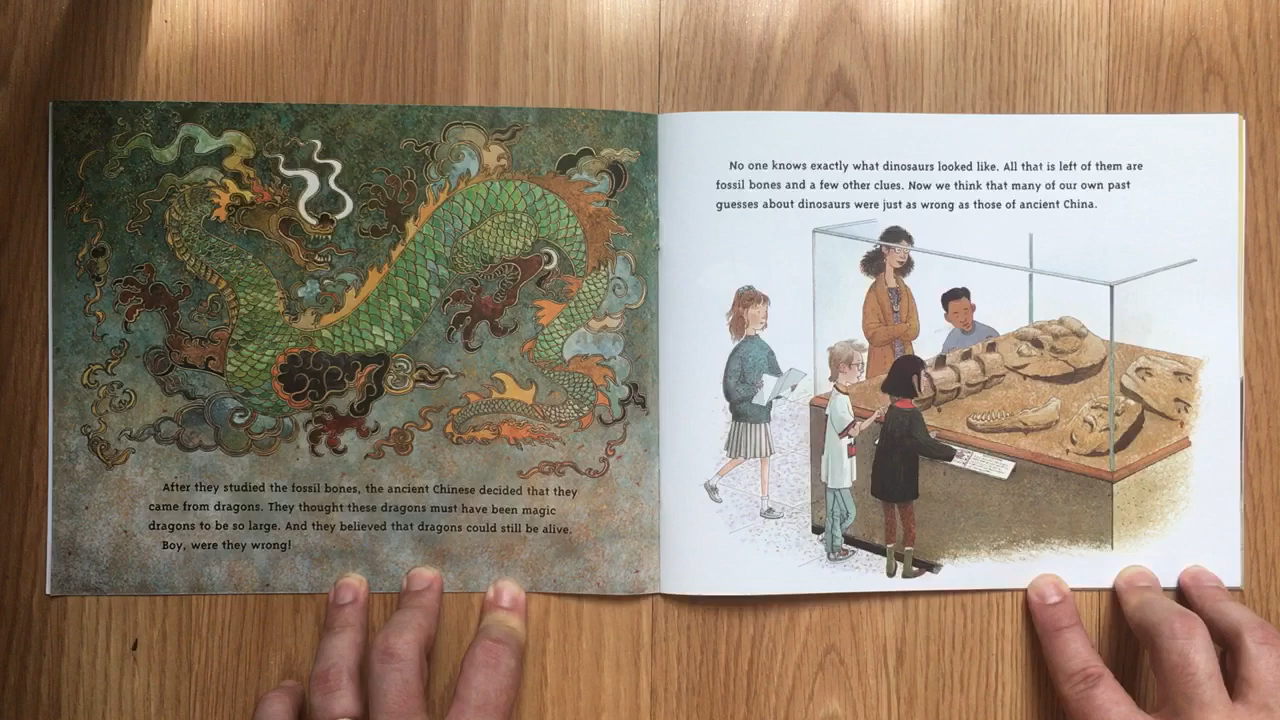 After they studied the fossil bones, the ancient Chinese decided that they
came from dragons. They thought these dragons must have been magic
dragons to be so large. And they believed that dragons could still be alive.
Boy, were they wrong!
No one knows exactly what dinosaurs looked like. All that is left of them are
fossil bones and a few other clues. Now we think that many of our own past
guesses about dinosaurs were just as wrong as those of ancient China.